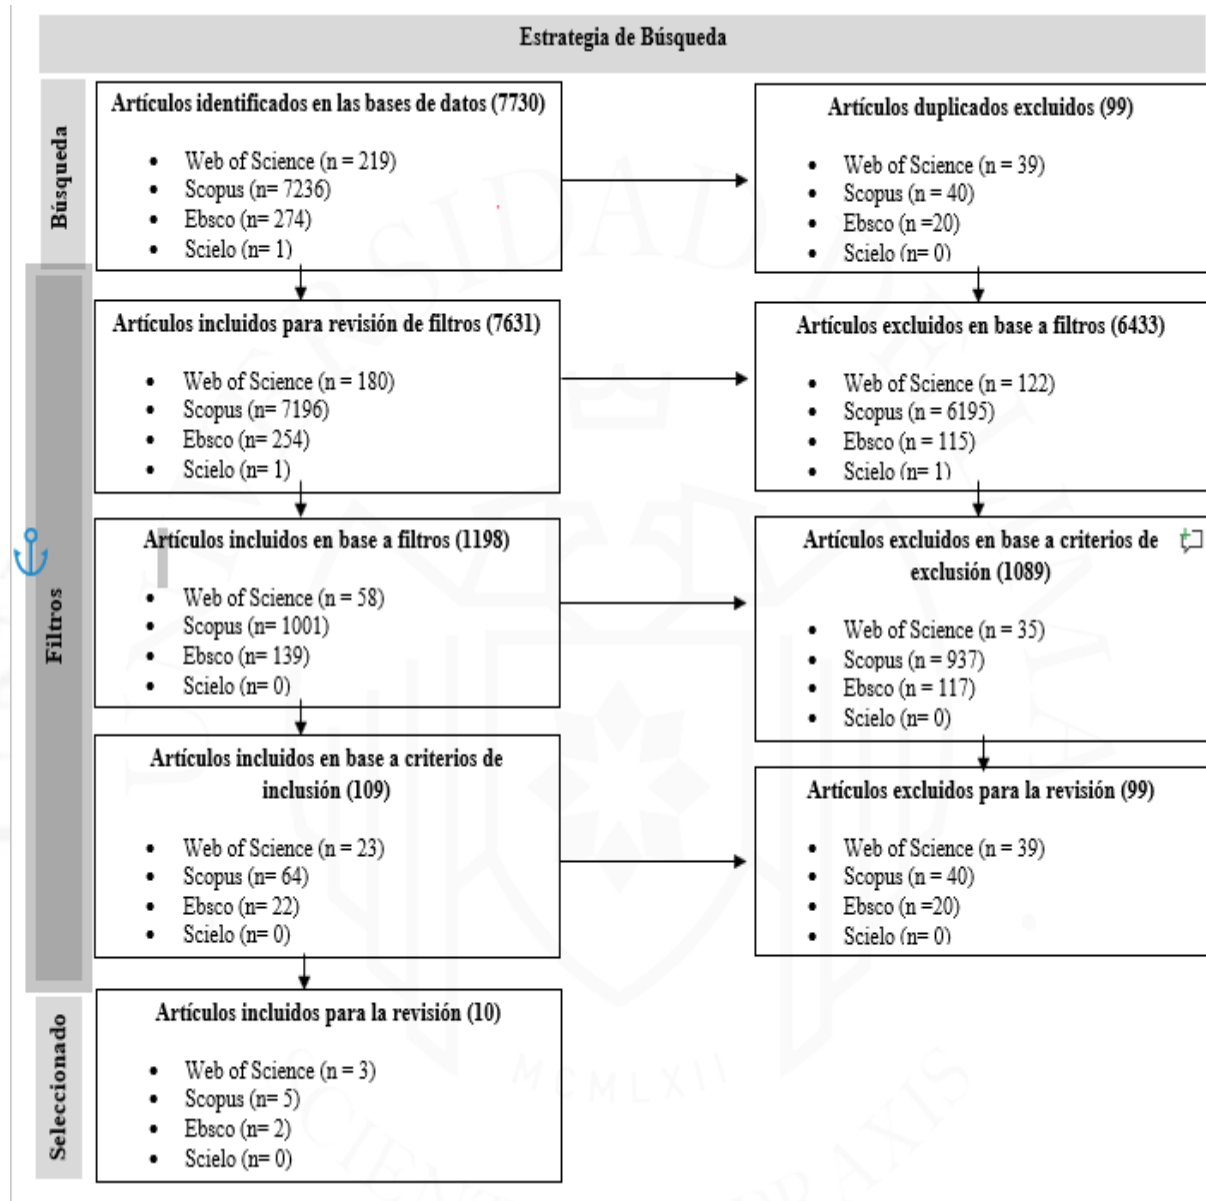 Estrategia de Búsqueda
Búsqueda
Artículos identificados en las bases de datos (7730)
• Web of Science (n = 219)
• Scopus (n= 7236)
• Ebsco (n= 274)
• Scielo (n= 1)
Artículos duplicados excluidos (99)
• Web of Science (n = 39)
• Scopus (n = 40)
• Ebsco (n =20)
• Scielo (n= 0)
Filtros
Artículos incluidos para revisión de filtros (7631)
• Web of Science (n = 180)
• Scopus (n= 7196)
• Ebsco (n= 254)
• Scielo (n= 1)
Artículos excluidos en base a filtros (6433)
• Web of Science (n = 122)
• Scopus (n = 6195)
• Ebsco (n = 115)
• Scielo (n= 1)
Artículos incluidos en base a filtros (1198)
• Web of Science (n = 58)
• Scopus (n= 1001)
• Ebsco (n= 139)
• Scielo (n= 0)
Artículos excluidos en base a criterios de
exclusión (1089)
• Web of Science (n = 35)
• Scopus (n = 937)
• Ebsco (n = 117)
• Scielo (n= 0)
Artículos incluidos en base a criterios de
inclusión (109)
• Web of Science (n = 23)
• Scopus (n= 64)
• Ebsco (n= 22)
• Scielo (n= 0)
Artículos excluidos para la revisión (99)
• Web of Science (n = 39)
• Scopus (n = 40)
• Ebsco (n =20)
• Scielo (n= 0)
Seleccionado
Artículos incluidos para la revisión (10)
• Web of Science (n = 3)
• Scopus (n= 5)
• Ebsco (n= 2)
• Scielo (n= 0)
UNIVERSIDAD DE LIMA
MCMLXII
PRAXIS